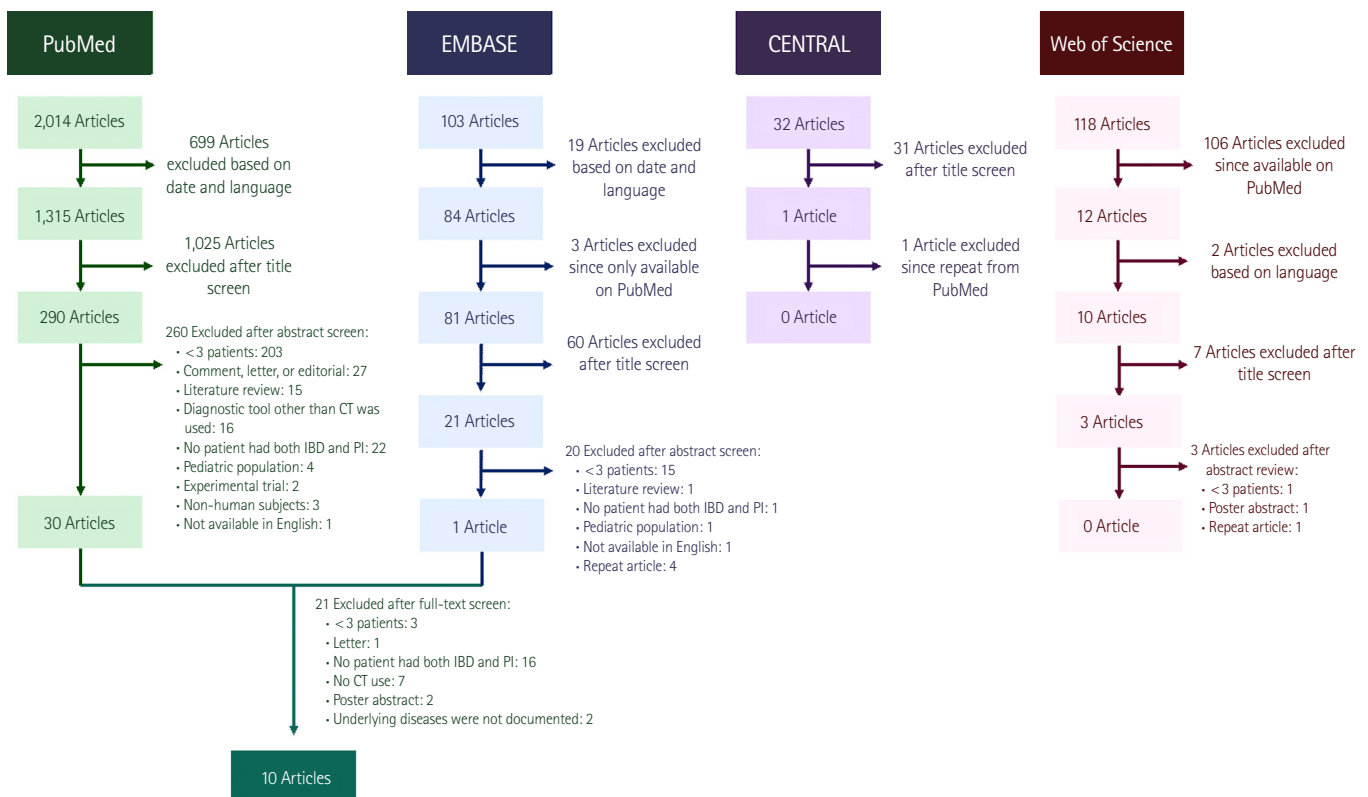 PubMed
2,014 Articles
699 Articles
excluded based on
date and language
1,315 Articles
1,025 Articles
excluded after title
screen
290 Articles
260 Excluded after abstract screen:
• <3 patients: 203
• Comment, letter, or editorial: 27
• Literature review: 15
• Diagnostic tool other than CT was
used: 16
• No patient had both IBD and PI: 22
• Pediatric population: 4
• Experimental trial: 2
• Non-human subjects: 3
• Not available in English: 1
30 Articles
EMBASE
103 Articles
19 Articles excluded
based on date and
language
84 Articles
3 Articles excluded
since only available
on PubMed
81 Articles
60 Articles excluded
after title screen
21 Articles
20 Excluded after abstract screen:
• <3 patients: 15
• Literature review: 1
• No patient had both IBD and PI: 1
• Pediatric population: 1
• Not available in English: 1
• Repeat article: 4
1 Article
CENTRAL
32 Articles
31 Articles excluded
after title screen
1 Article
1 Article excluded
since repeat from
PubMed
0 Article
Web of Science
118 Articles
106 Articles excluded
since available on
PubMed
12 Articles
2 Articles excluded
based on language
10 Articles
7 Articles excluded after
title screen
3 Articles
3 Articles excluded after
abstract review:
• <3 patients: 1
• Poster abstract: 1
• Repeat article: 1
0 Article
21 Excluded after full-text screen:
• <3 patients: 3
• Letter: 1
• No patient had both IBD and PI: 16
• No CT use: 7
• Poster abstract: 2
• Underlying diseases were not documented: 2
10 Articles